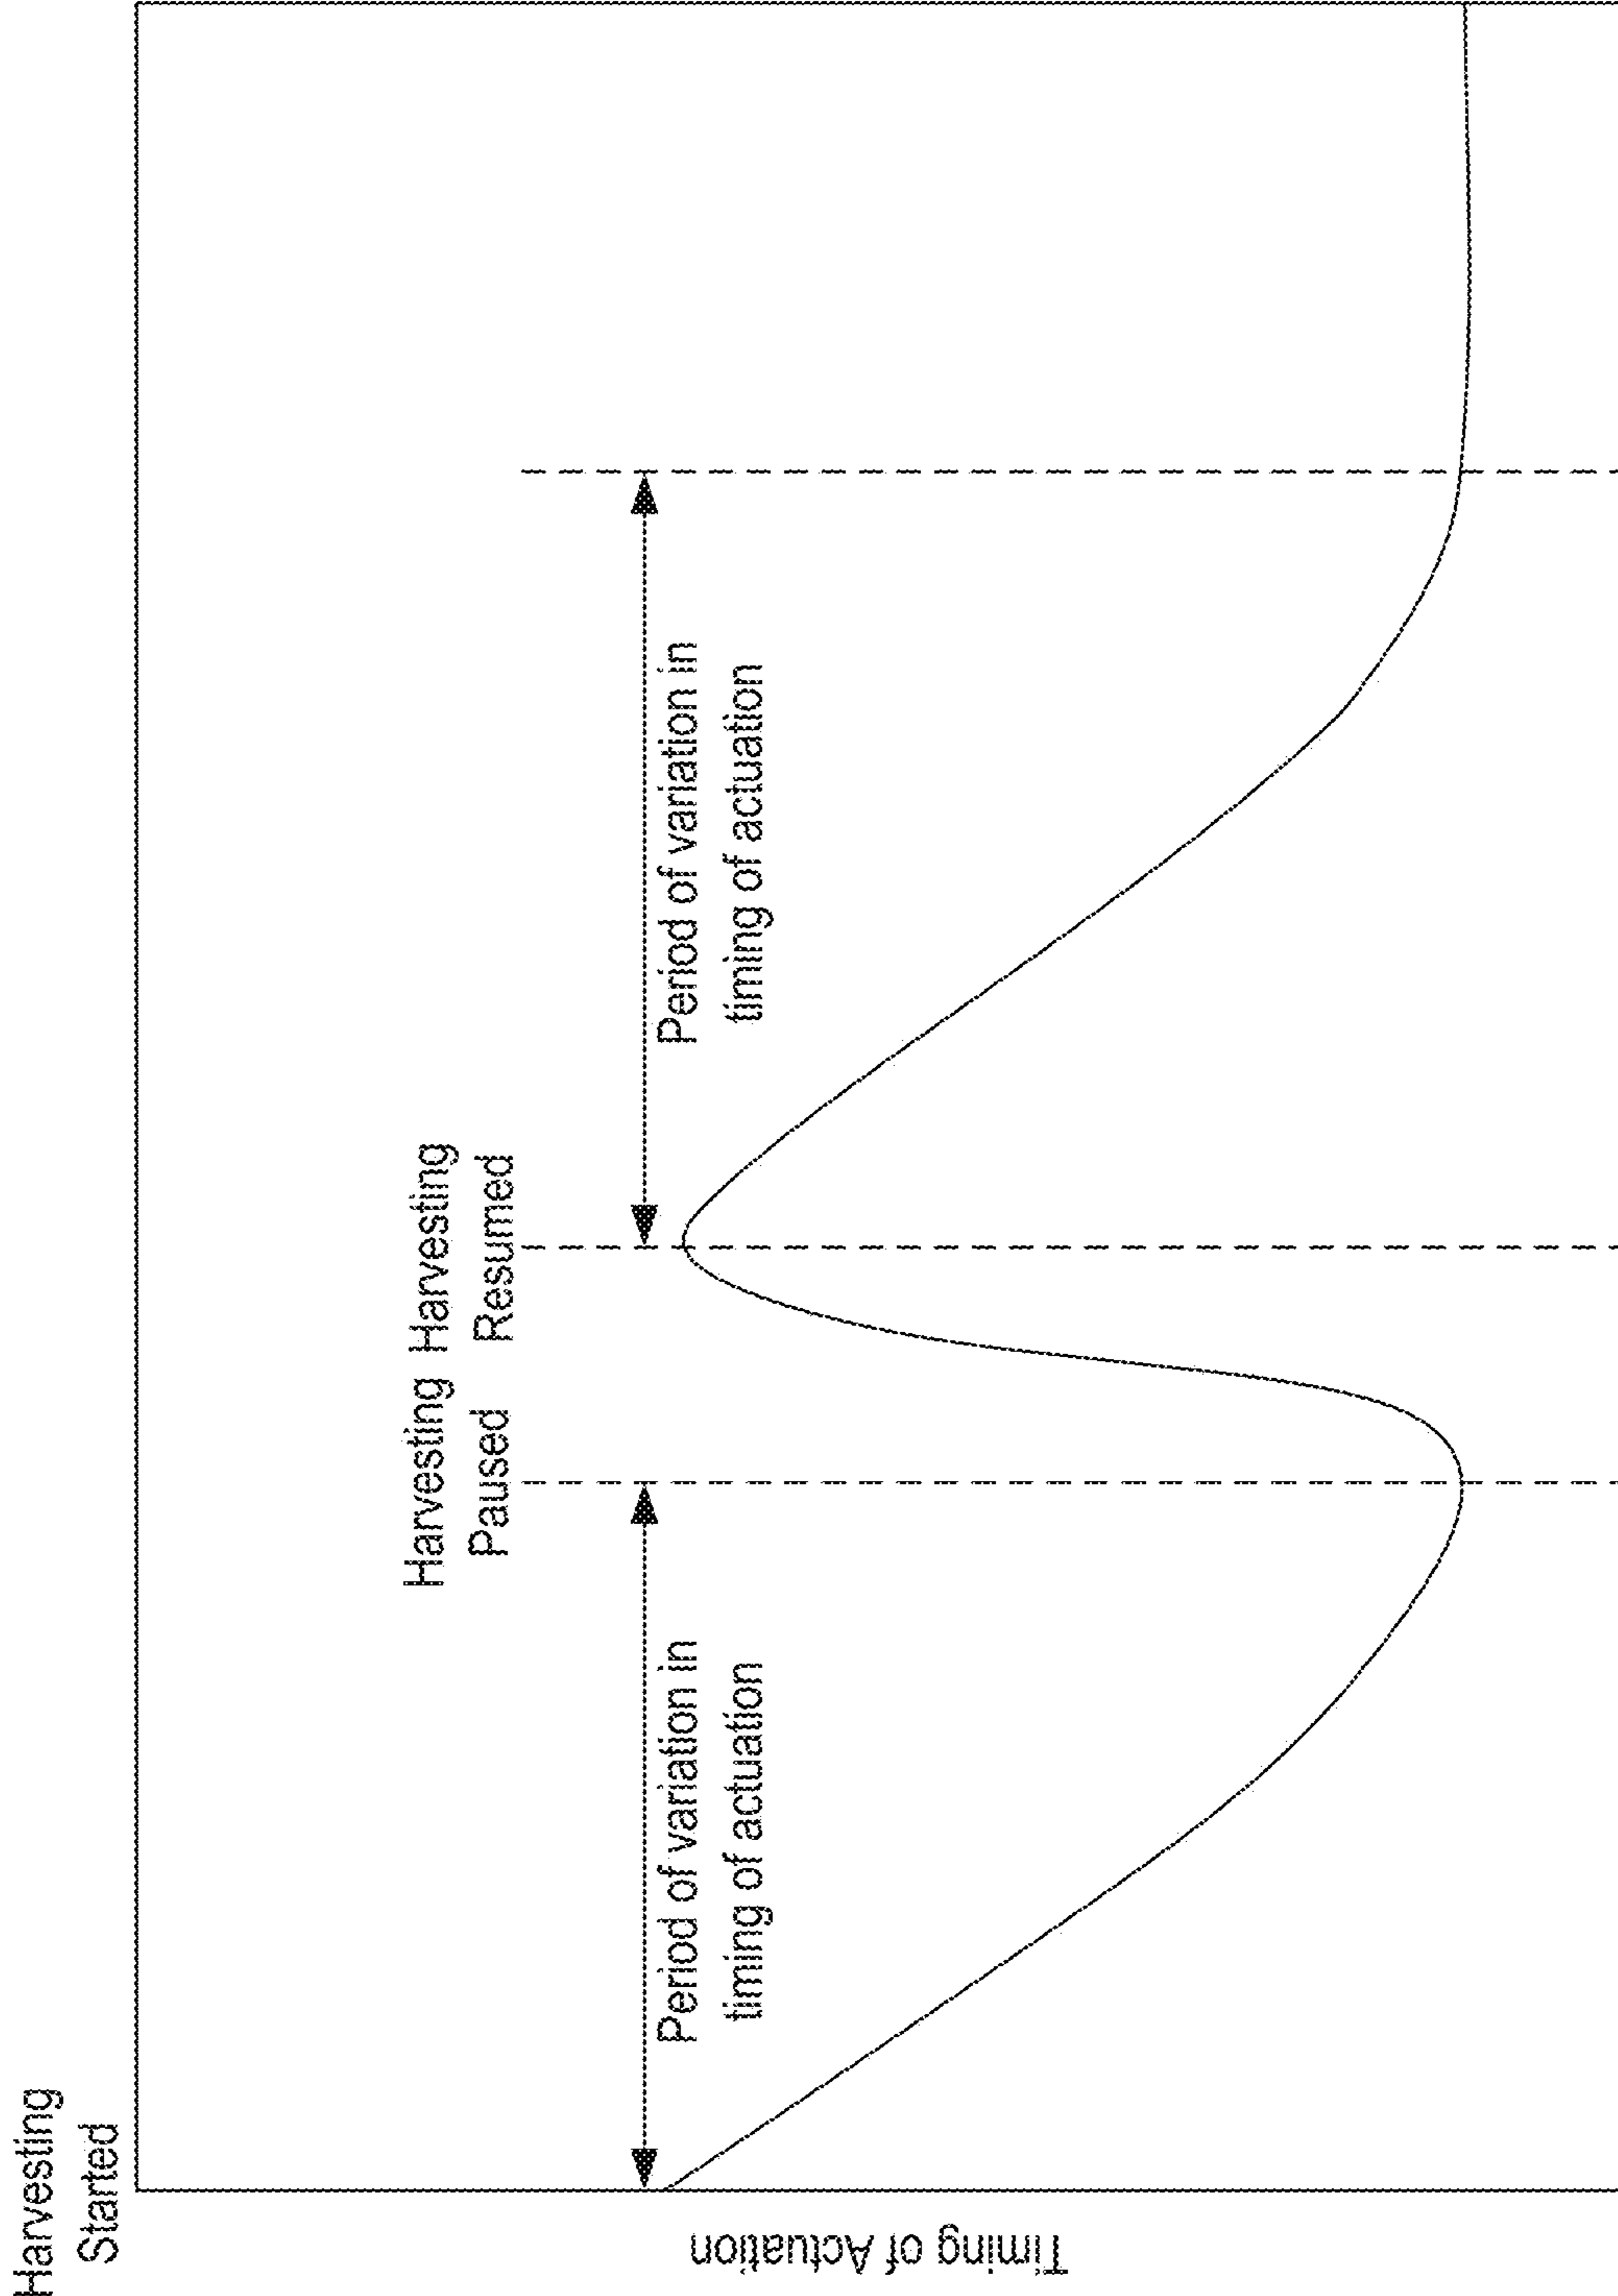 Harvesting
Started
Harvesting
Paused
Harvesting
Resumed
Period of variation in
timing of actuation
Period of variation in
timing of actuation
Timing of Actuation